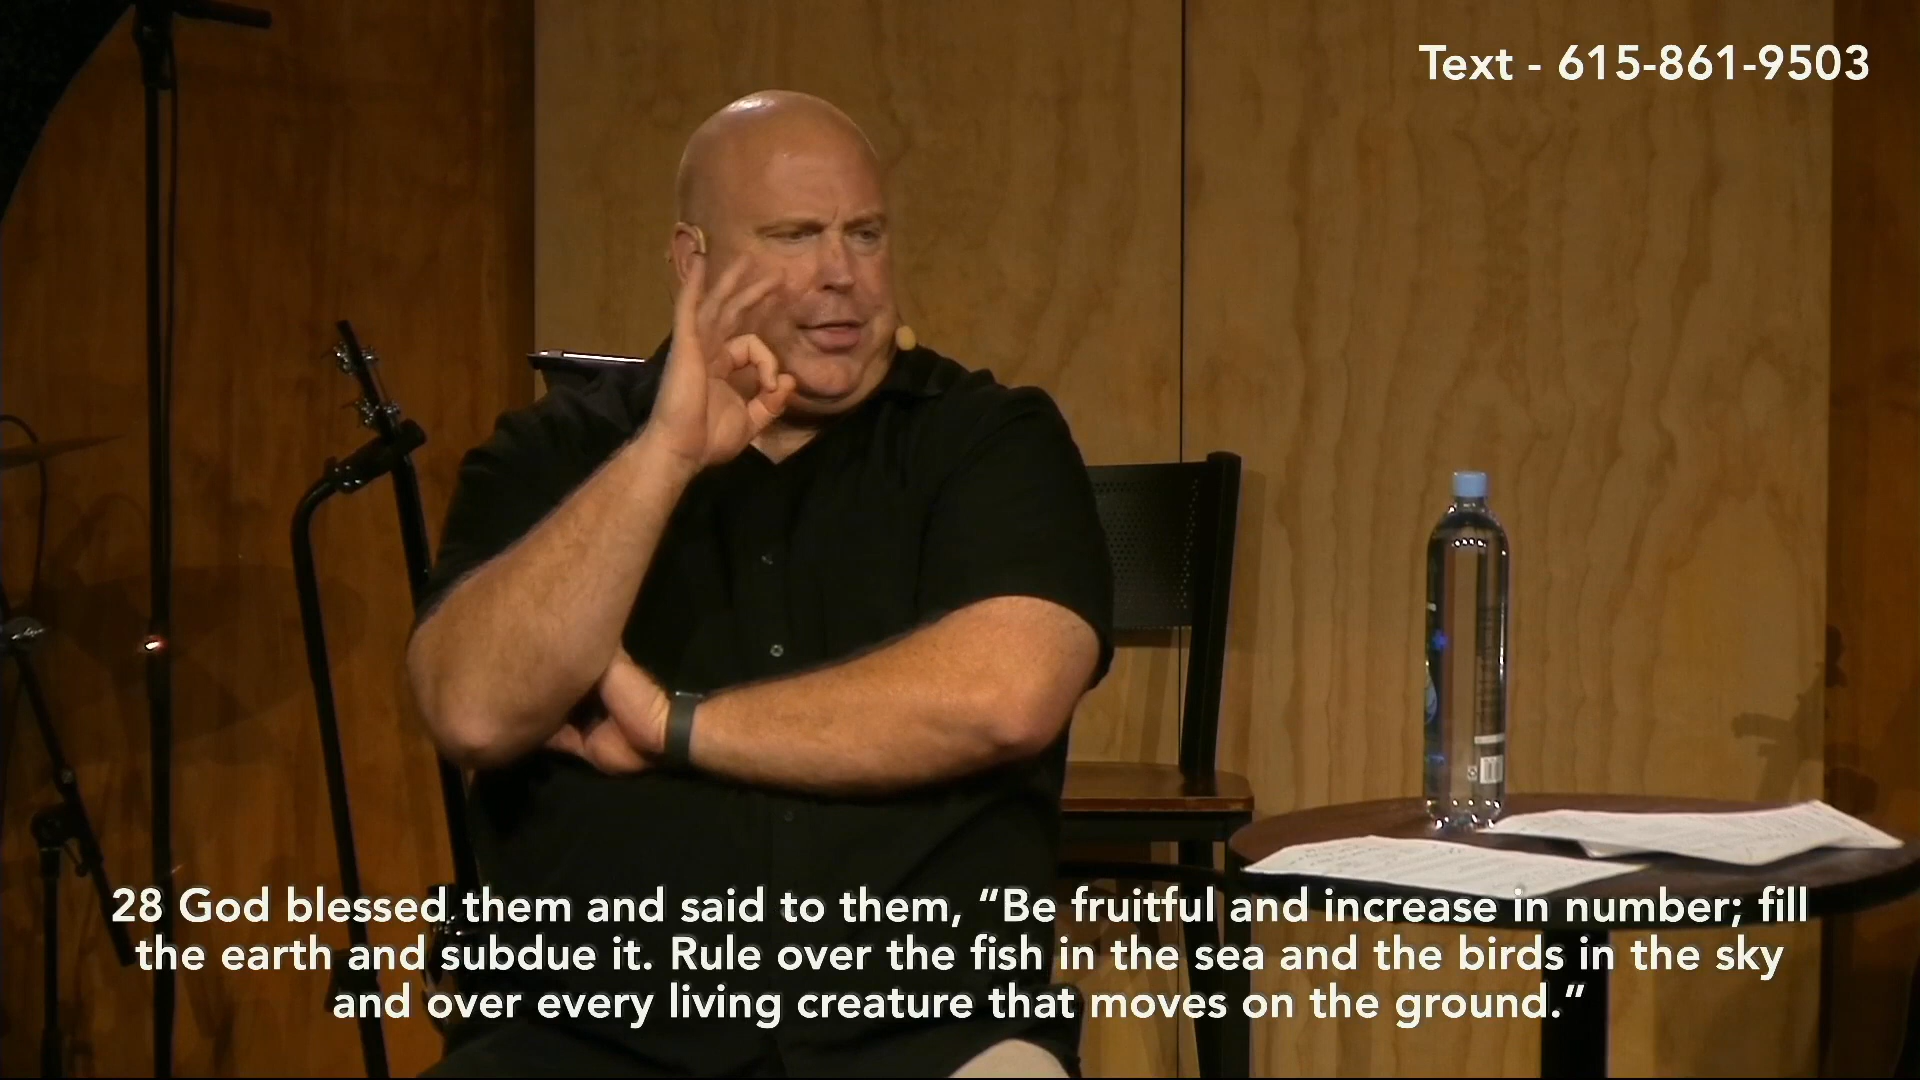 Text - 615-861-9503
28 God blessed them and said to them, “Be fruitful and increase in number; fill
the earth and subdue it. Rule over the fish in the sea and the birds in the sky
and over every living creature that moves on the ground.”